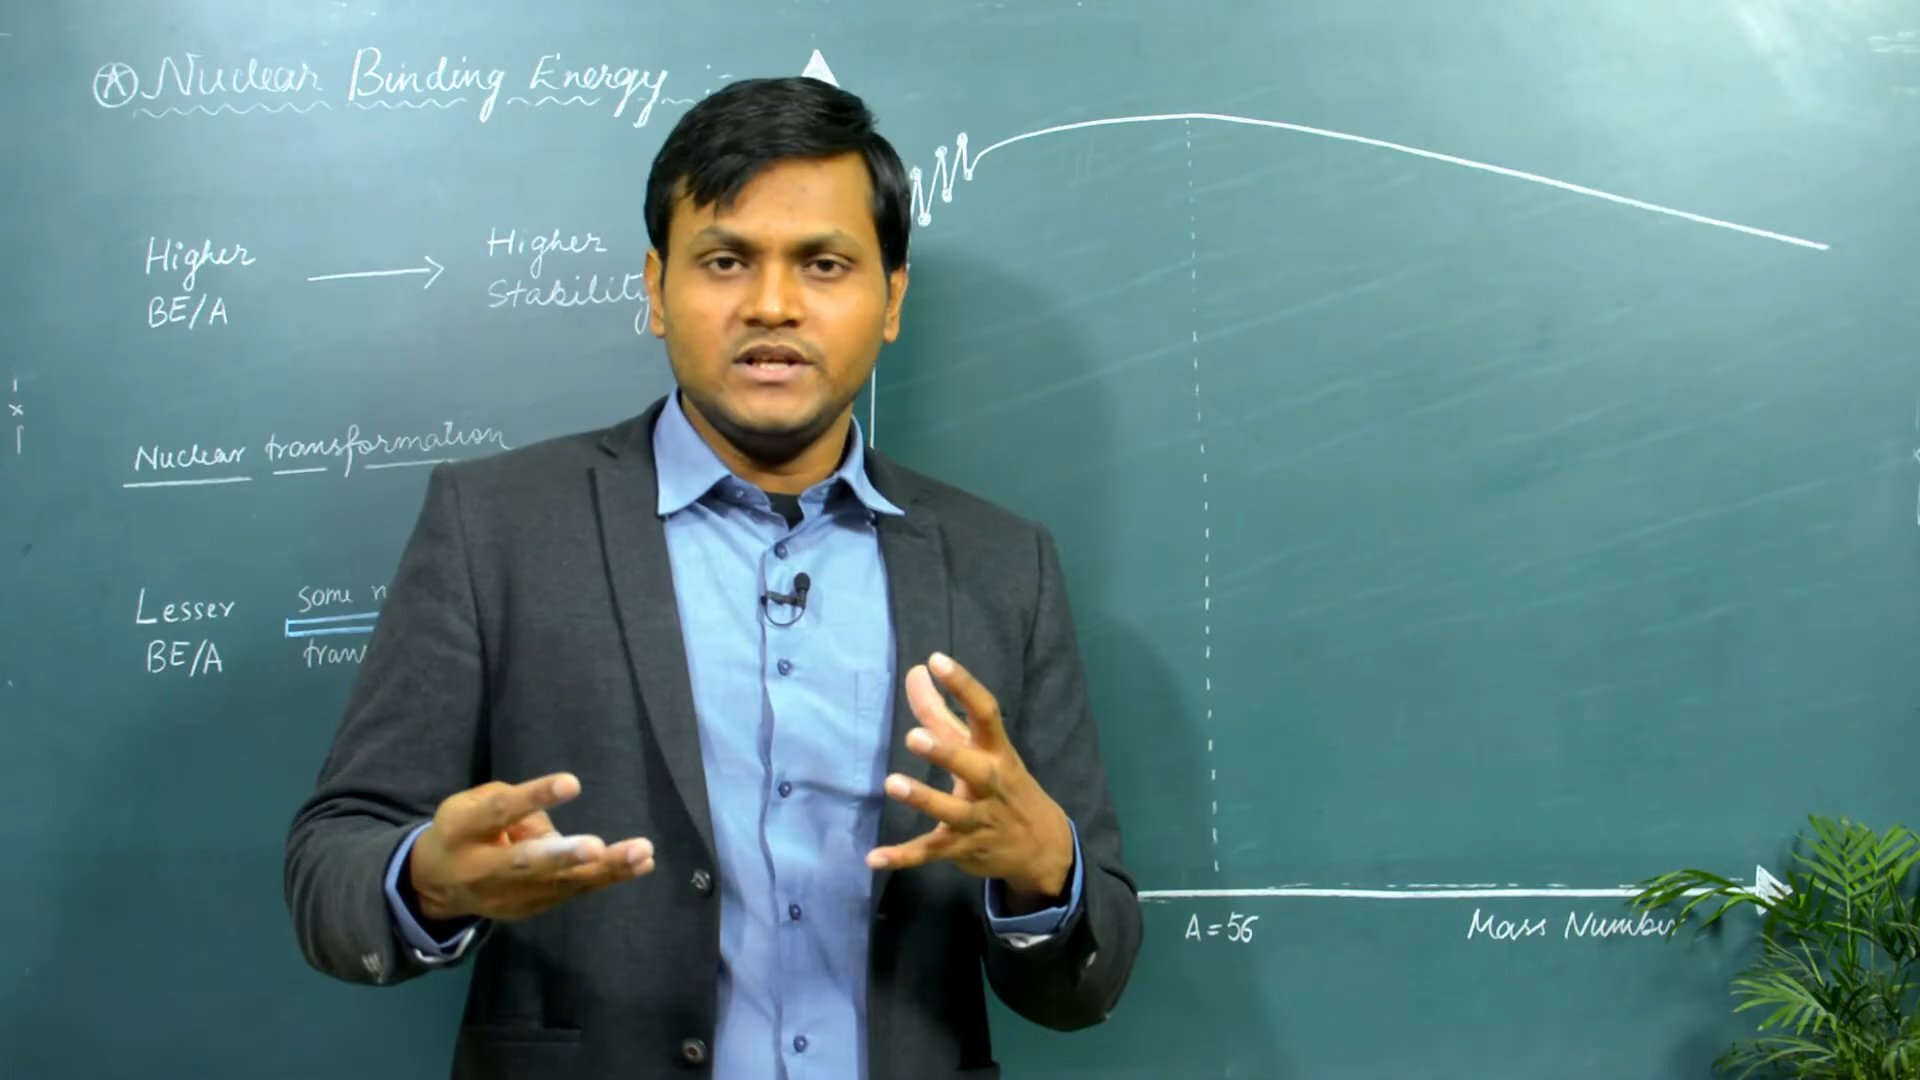 Ⓐ Nuclear Binding Energy :-
Higher
BE/A
Higher
Stability
Nuclear transformation
Lesser
BE/A
some
A = 56
Mass Number